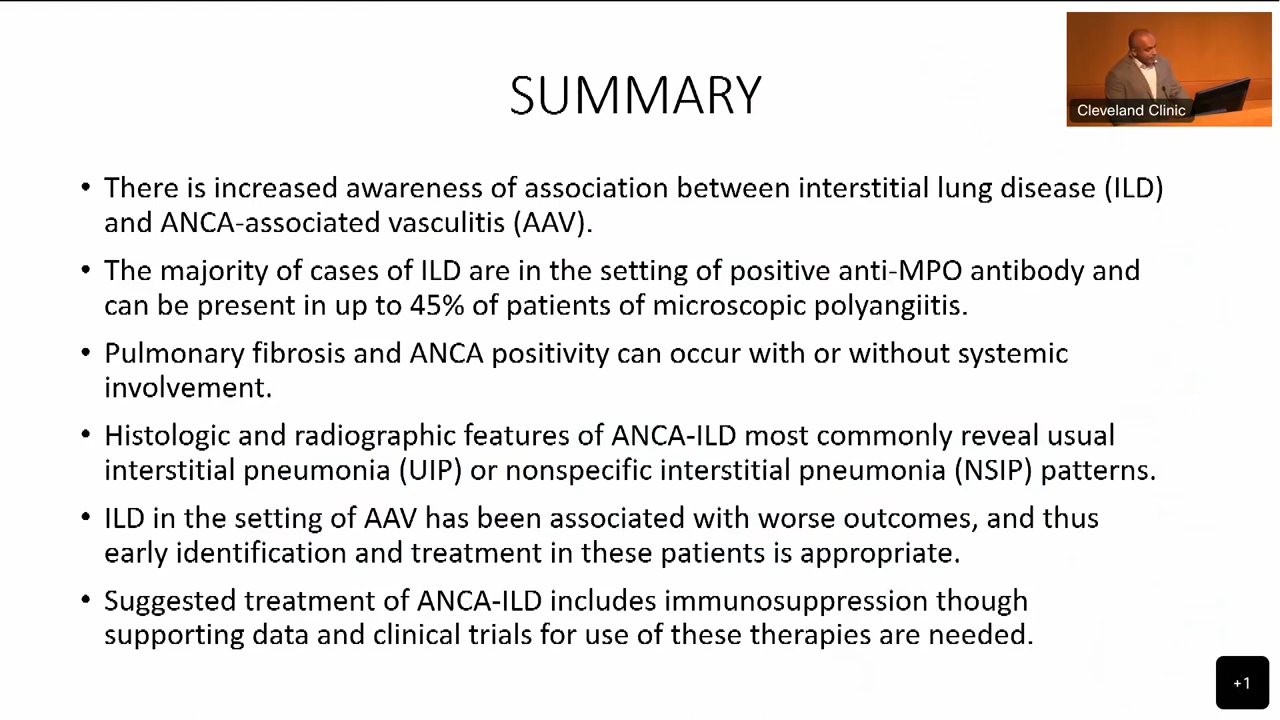 SUMMARY
Cleveland Clinic
• There is increased awareness of association between interstitial lung disease (ILD)
and ANCA-associated vasculitis (AAV).
• The majority of cases of ILD are in the setting of positive anti-MPO antibody and
can be present in up to 45% of patients of microscopic polyangiitis.
• Pulmonary fibrosis and ANCA positivity can occur with or without systemic
involvement.
• Histologic and radiographic features of ANCA-ILD most commonly reveal usual
interstitial pneumonia (UIP) or nonspecific interstitial pneumonia (NSIP) patterns.
• ILD in the setting of AAV has been associated with worse outcomes, and thus
early identification and treatment in these patients is appropriate.
• Suggested treatment of ANCA-ILD includes immunosuppression though
supporting data and clinical trials for use of these therapies are needed.
+1